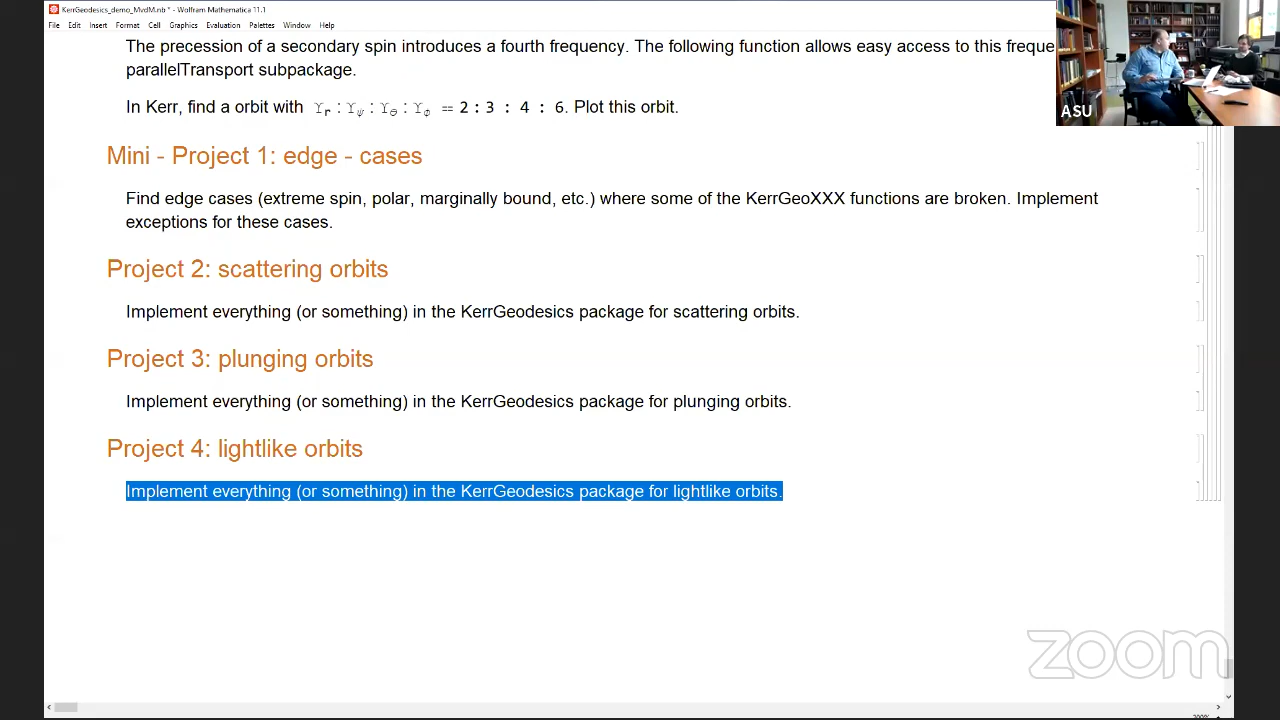 KerrGeodesics_demo_MvdM.nb * - Wolfram Mathematica 11.1
File Edit Insert Format Cell Graphics Evaluation Palettes Window Help
The precession of a secondary spin introduces a fourth frequency. The following function allows easy access to this freque
parallelTransport subpackage.
In Kerr, find a orbit with ϒr : ϒψ : ϒθ : ϒφ == 2 : 3 : 4 : 6. Plot this orbit.
Mini - Project 1: edge - cases
Find edge cases (extreme spin, polar, marginally bound, etc.) where some of the KerrGeoXXX functions are broken. Implement
exceptions for these cases.
Project 2: scattering orbits
Implement everything (or something) in the KerrGeodesics package for scattering orbits.
Project 3: plunging orbits
Implement everything (or something) in the KerrGeodesics package for plunging orbits.
Project 4: lightlike orbits
Implement everything (or something) in the KerrGeodesics package for lightlike orbits.
ASU
zoom